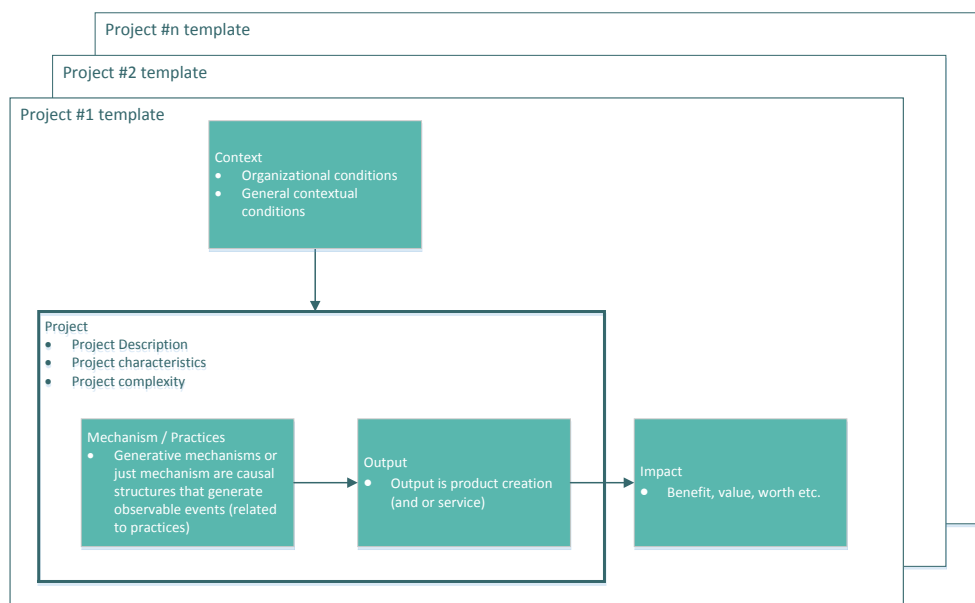 Project #n template
Project #2 template
Project #1 template
Context
• Organizational conditions
• General contextual
conditions
Project
• Project Description
• Project characteristics
• Project complexity
Mechanism / Practices
• Generative mechanisms or
just mechanism are causal
structures that generate
observable events (related
to practices)
Output
• Output is product creation
(and or service)
Impact
• Benefit, value, worth etc.